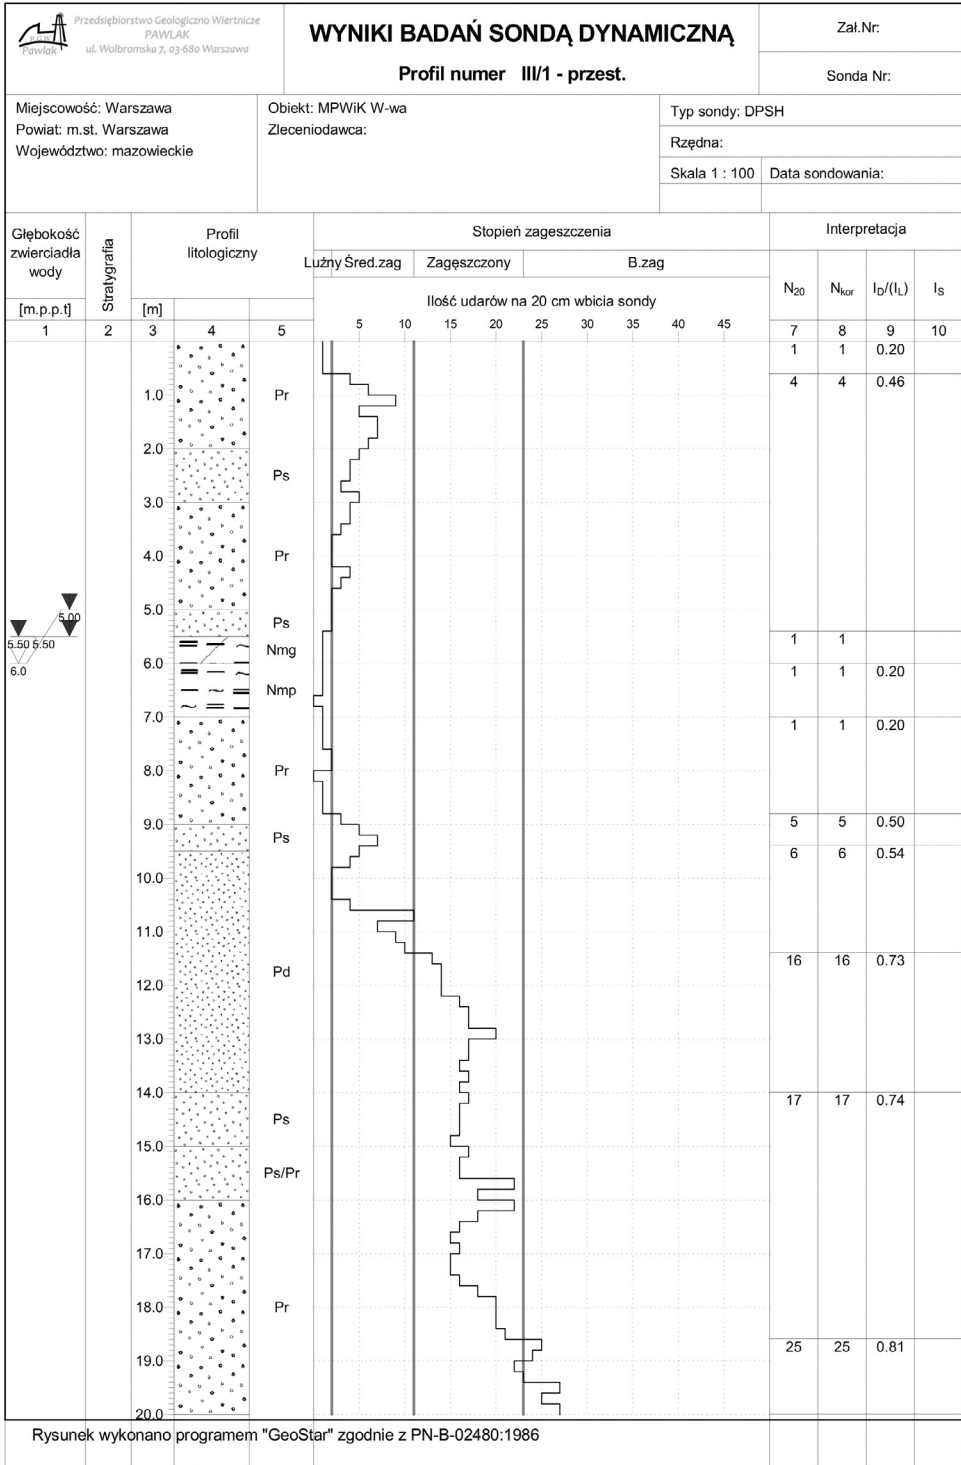 Przedsiębiorstwo Geologiczno Wiertnicze
PAWLAK
ul. Wolbromska 7, 03-680 Warszawa
P.G.W
Pawlak
WYNIKI BADAŃ SONDĄ DYNAMICZNĄ
Profil numer III/1 - przest.
Zał.Nr:
Sonda Nr:
Miejscowość: Warszawa
Powiat: m.st. Warszawa
Województwo: mazowieckie
Obiekt: MPWiK W-wa
Zleceniodawca:
Typ sondy: DPSH
Rzędna:
Skala 1 : 100
Data sondowania:
Głębokość
zwierciadła
wody
[m.p.p.t]
Stratygrafia
Profil
litologiczny
[m]
Stopień zagęszczenia
Luźny Śred.zag Zagęszczony B.zag
Ilość udarów na 20 cm wbicia sondy
5 10 15 20 25 30 35 40 45
Interpretacja
N20 Nkor ID/(IL) IS
1 2 3 4 5 7 8 9 10
1 1 0.20
4 4 0.46
1.0 Pr
2.0
Ps
3.0
4.0 Pr
5.0
5.00
Ps
5.50 5.50
1 1
Nmg
6.0
6.0
1 1 0.20
Nmp
7.0
1 1 0.20
8.0 Pr
9.0
5 5 0.50
Ps
6 6 0.54
10.0
11.0
16 16 0.73
Pd
12.0
13.0
14.0
17 17 0.74
Ps
15.0
Ps/Pr
16.0
17.0
18.0 Pr
25 25 0.81
19.0
20.0
Rysunek wykonano programem "GeoStar" zgodnie z PN-B-02480:1986